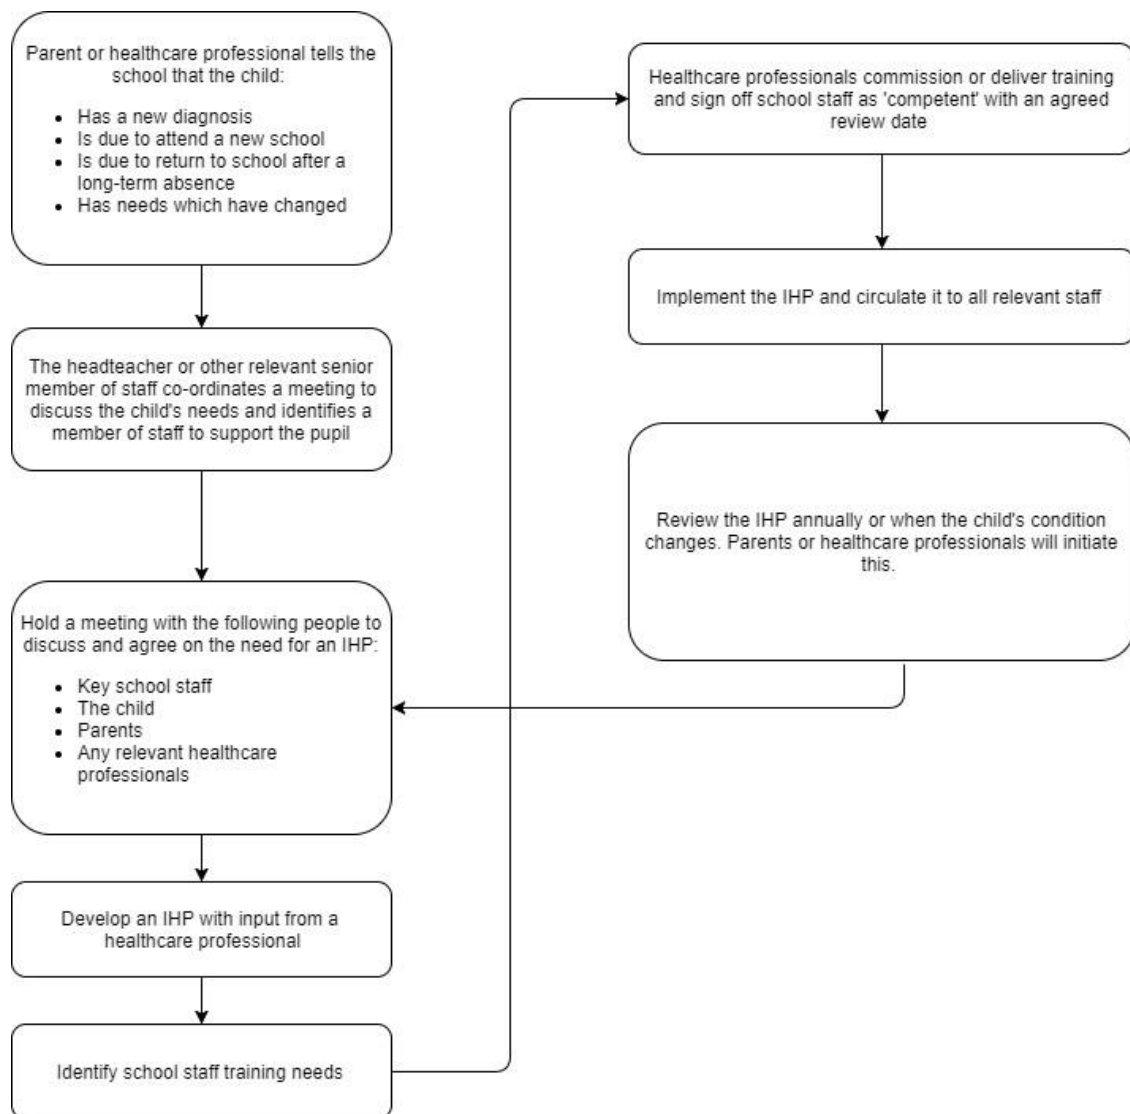 Parent or healthcare professional tells the
school that the child:
• Has a new diagnosis
• Is due to attend a new school
• Is due to return to school after a
long-term absence
• Has needs which have changed
The headteacher or other relevant senior
member of staff co-ordinates a meeting to
discuss the child's needs and identifies a
member of staff to support the pupil
Hold a meeting with the following people to
discuss and agree on the need for an IHP:
• Key school staff
• The child
• Parents
• Any relevant healthcare
professionals
Develop an IHP with input from a
healthcare professional
Identify school staff training needs
Healthcare professionals commission or deliver training
and sign off school staff as 'competent' with an agreed
review date
Implement the IHP and circulate it to all relevant staff
Review the IHP annually or when the child's condition
changes. Parents or healthcare professionals will initiate
this.